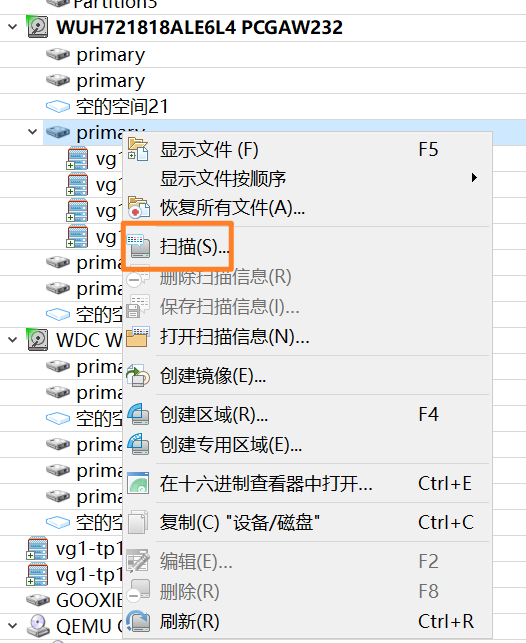 Partition3
WUH721818ALE6L4 PCGAW232
primary
primary
空的空间21
primary
显示文件 (F) F5
显示文件按顺序
恢复所有文件(A)...
扫描(S)...
删除扫描信息(R)
保存扫描信息(I)...
打开扫描信息(N)...
创建镜像(E)...
创建区域(R)... F4
创建专用区域(E)...
在十六进制查看器中打开... Ctrl+E
复制(C) "设备/磁盘" Ctrl+C
编辑(E)... F2
删除(R) F8
刷新(R) Ctrl+R
vg1
vg1
vg1
vg1
prima
prima
空的空
WDC W
prima
prima
空的空
prima
prima
prima
空的空
vg1-tp1
vg1-tp1
GOOXIE
QEMU